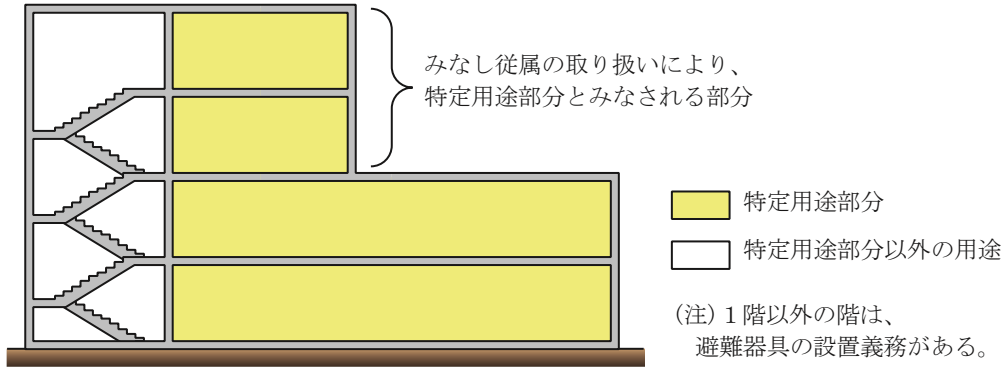 みなし従属の取り扱いにより、
特定用途部分とみなされる部分
特定用途部分
特定用途部分以外の用途
(注)１階以外の階は、
避難器具の設置義務がある。